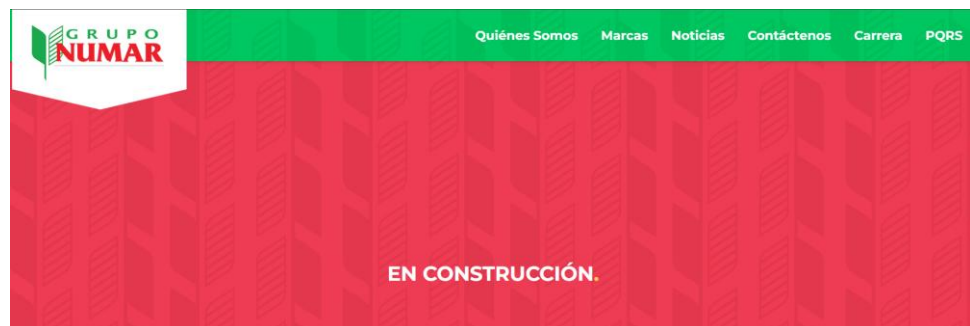 GRUPO
NUMAR
Quiénes Somos Marcas Noticias Contáctenos Carrera PQRS
EN CONSTRUCCIÓN.